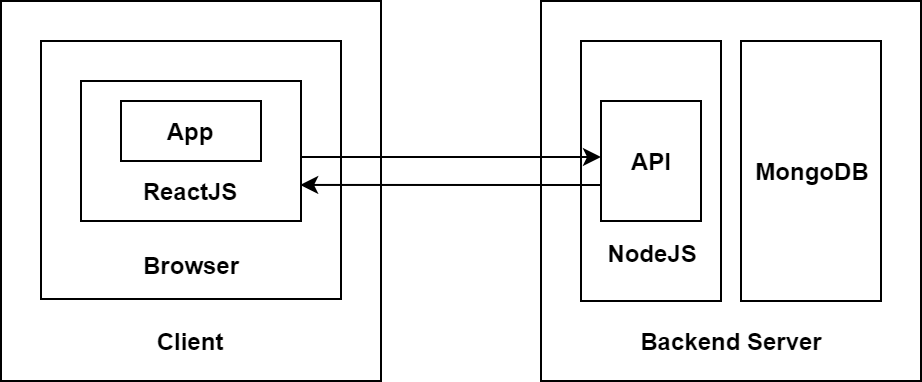 App
ReactJS
Browser
Client
API
NodeJS
MongoDB
Backend Server